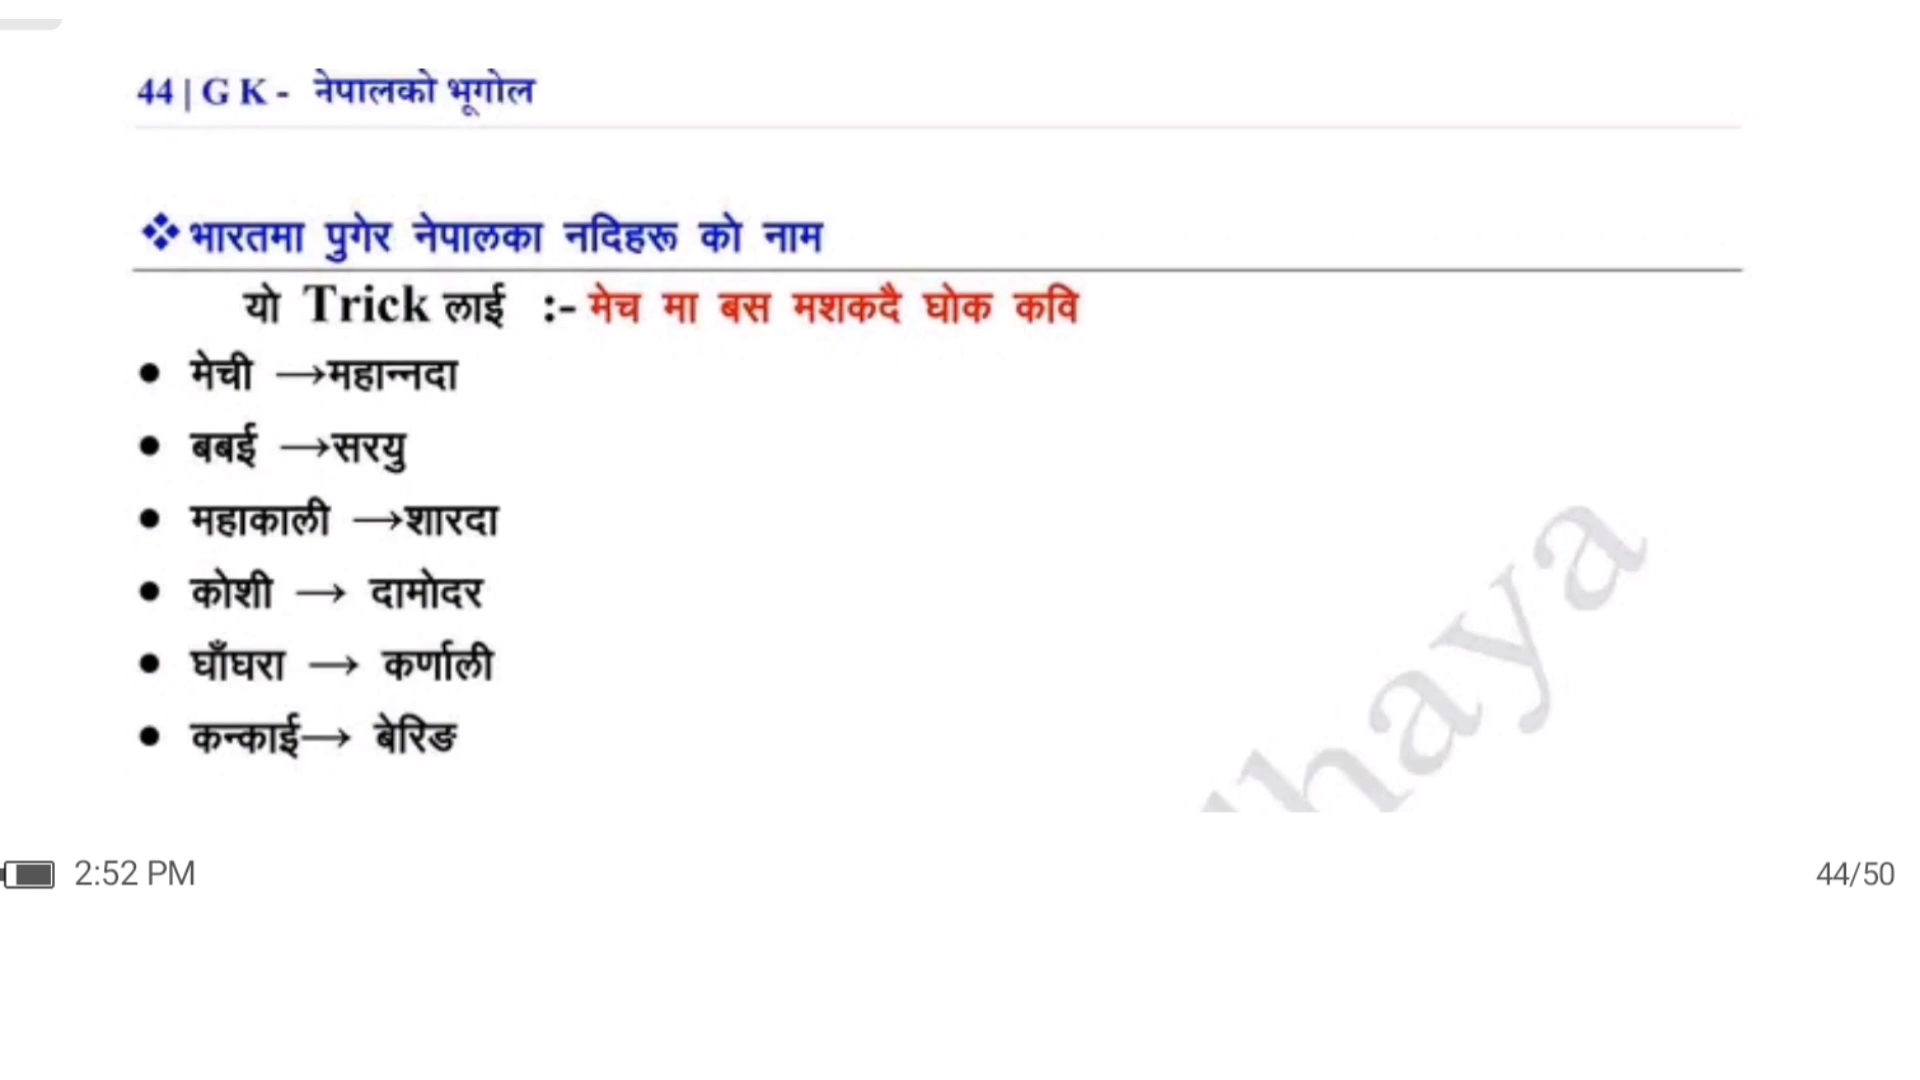 44 | G K - नेपालको भूगोल
❖ भारतमा पुगेर नेपालका नदिहरू को नाम
यो Trick लाई :- मेच मा बस मशकदै घोक कवि
• मेची →महान्नदा
• बबई →सरयु
• महाकाली →शारदा
• कोशी → दामोदर
• घाँघरा → कर्णाली
• कन्काई→ बेरिङ
haya
2:52 PM
44/50